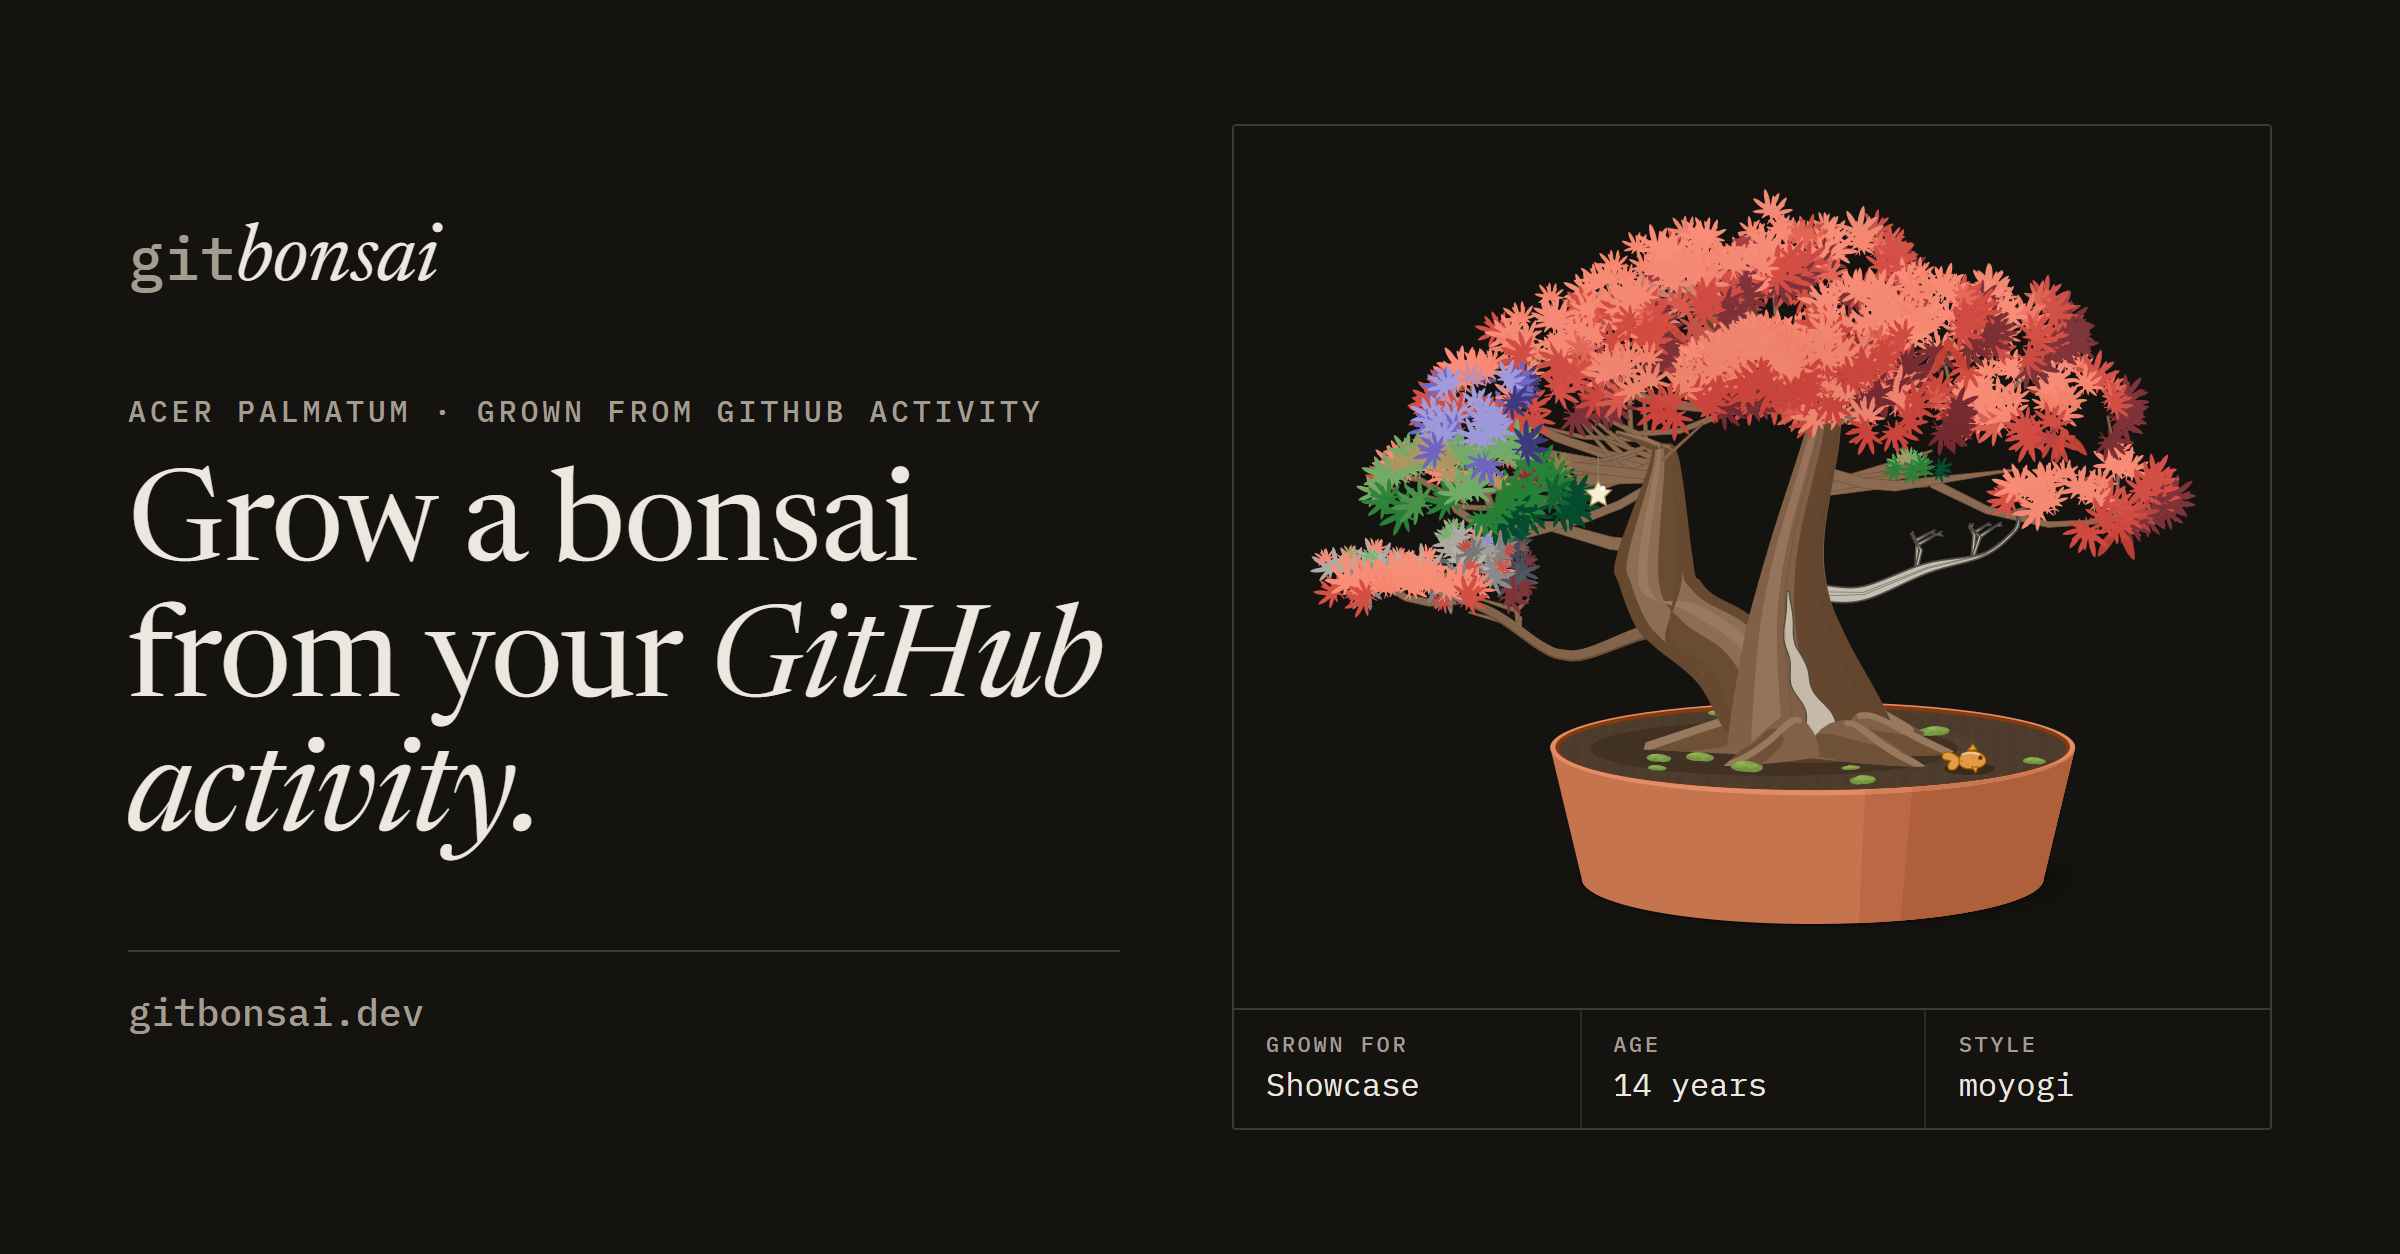 gitbonsai
ACER PALMATUM · GROWN FROM GITHUB ACTIVITY
Grow a bonsai
from your GitHub
activity.
gitbonsai.dev
GROWN FOR
Showcase
AGE
14 years
STYLE
moyogi